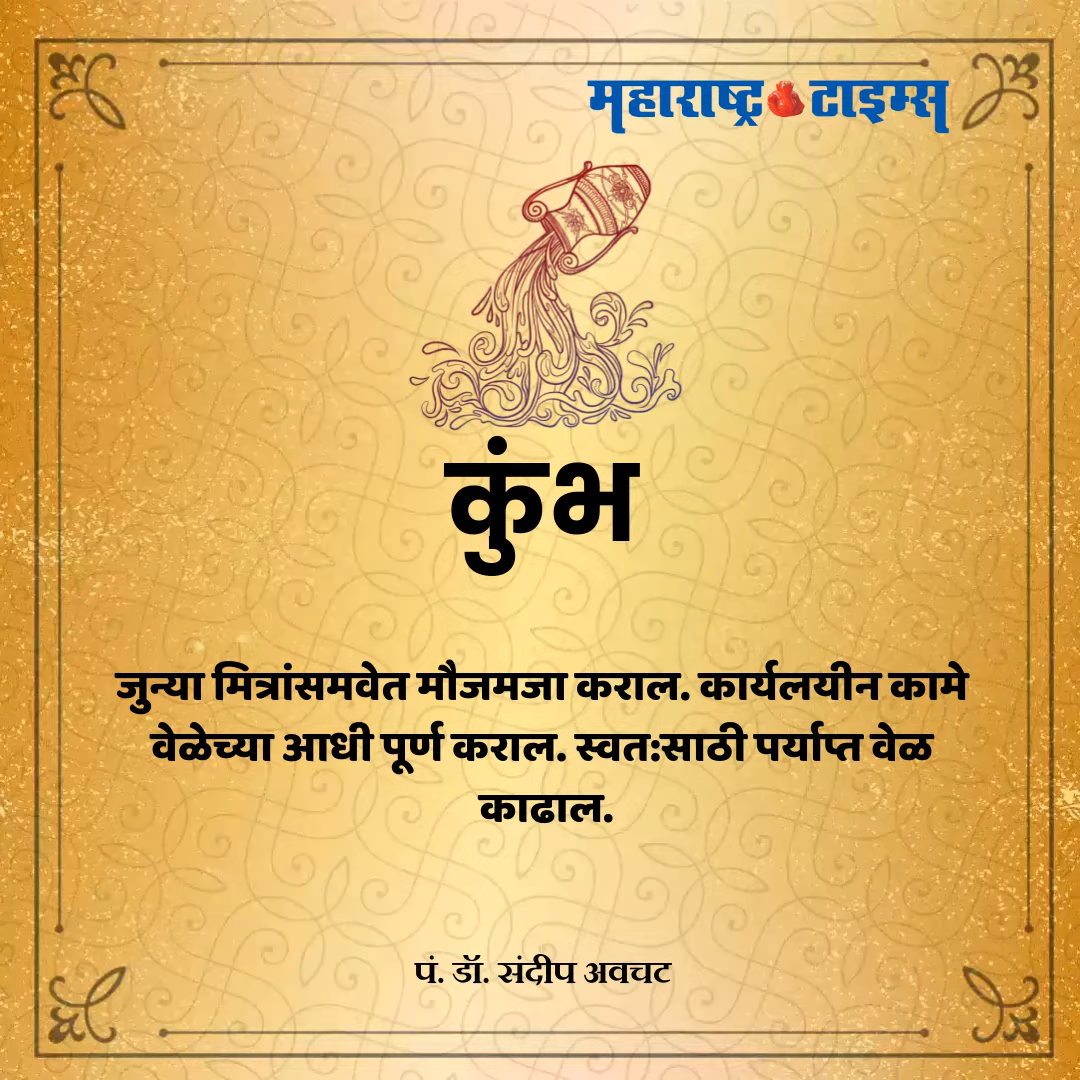 महाराष्ट्र टाइम्स
कुंभ
जुन्या मित्रांसमवेत मौजमजा कराल. कार्यलयीन कामे
वेळेच्या आधी पूर्ण कराल. स्वत:साठी पर्याप्त वेळ
काढाल.
पं. डॉ. संदीप अवचट